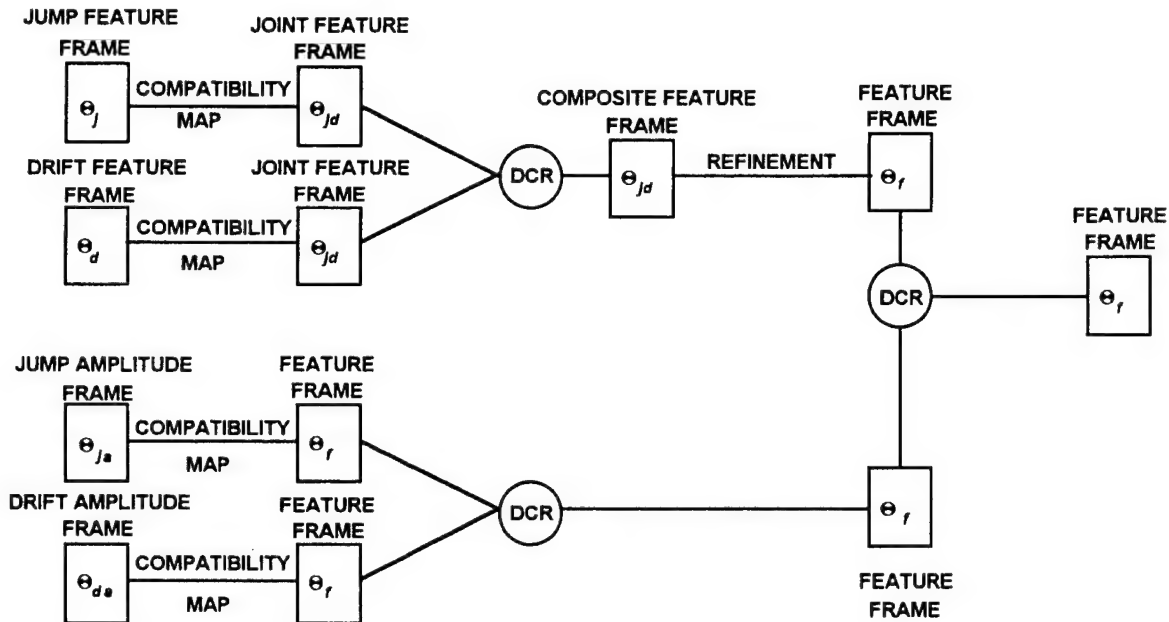 JUMP FEATURE
FRAME
Θj
COMPATIBILITY
MAP
JOINT FEATURE
FRAME
Θjd
DRIFT FEATURE
FRAME
Θd
COMPATIBILITY
MAP
JOINT FEATURE
FRAME
Θjd
DCR
COMPOSITE FEATURE
FRAME
Θjd
REFINEMENT
FEATURE
FRAME
Θf
DCR
FEATURE
FRAME
Θf
JUMP AMPLITUDE
FRAME
Θja
COMPATIBILITY
MAP
FEATURE
FRAME
Θf
DRIFT AMPLITUDE
FRAME
Θda
COMPATIBILITY
MAP
FEATURE
FRAME
Θf
DCR
Θf
FEATURE
FRAME